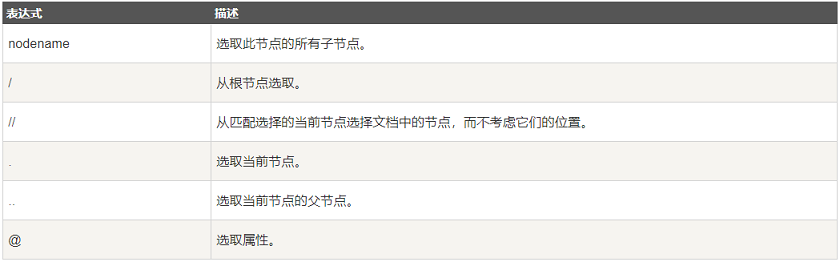 表达式 描述
nodename 选取此节点的所有子节点。
/ 从根节点选取。
// 从匹配选择的当前节点选择文档中的节点，而不考虑它们的位置。
. 选取当前节点。
.. 选取当前节点的父节点。
@ 选取属性。